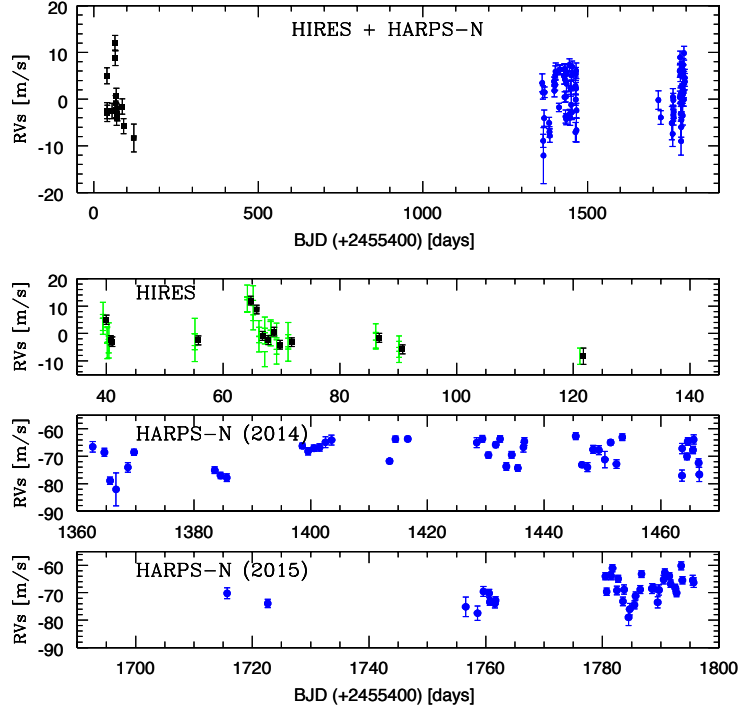 HIRES + HARPS-N
RVs [m/s]
20
10
0
-10
-20
0 500 1000 1500
BJD (+2455400) [days]
HIRES
RVs [m/s]
20
10
0
-10
40 60 80 100 120 140
HARPS-N (2014)
RVs [m/s]
-60
-70
-80
-90
1360 1380 1400 1420 1440 1460
HARPS-N (2015)
RVs [m/s]
-60
-70
-80
-90
1700 1720 1740 1760 1780 1800
BJD (+2455400) [days]